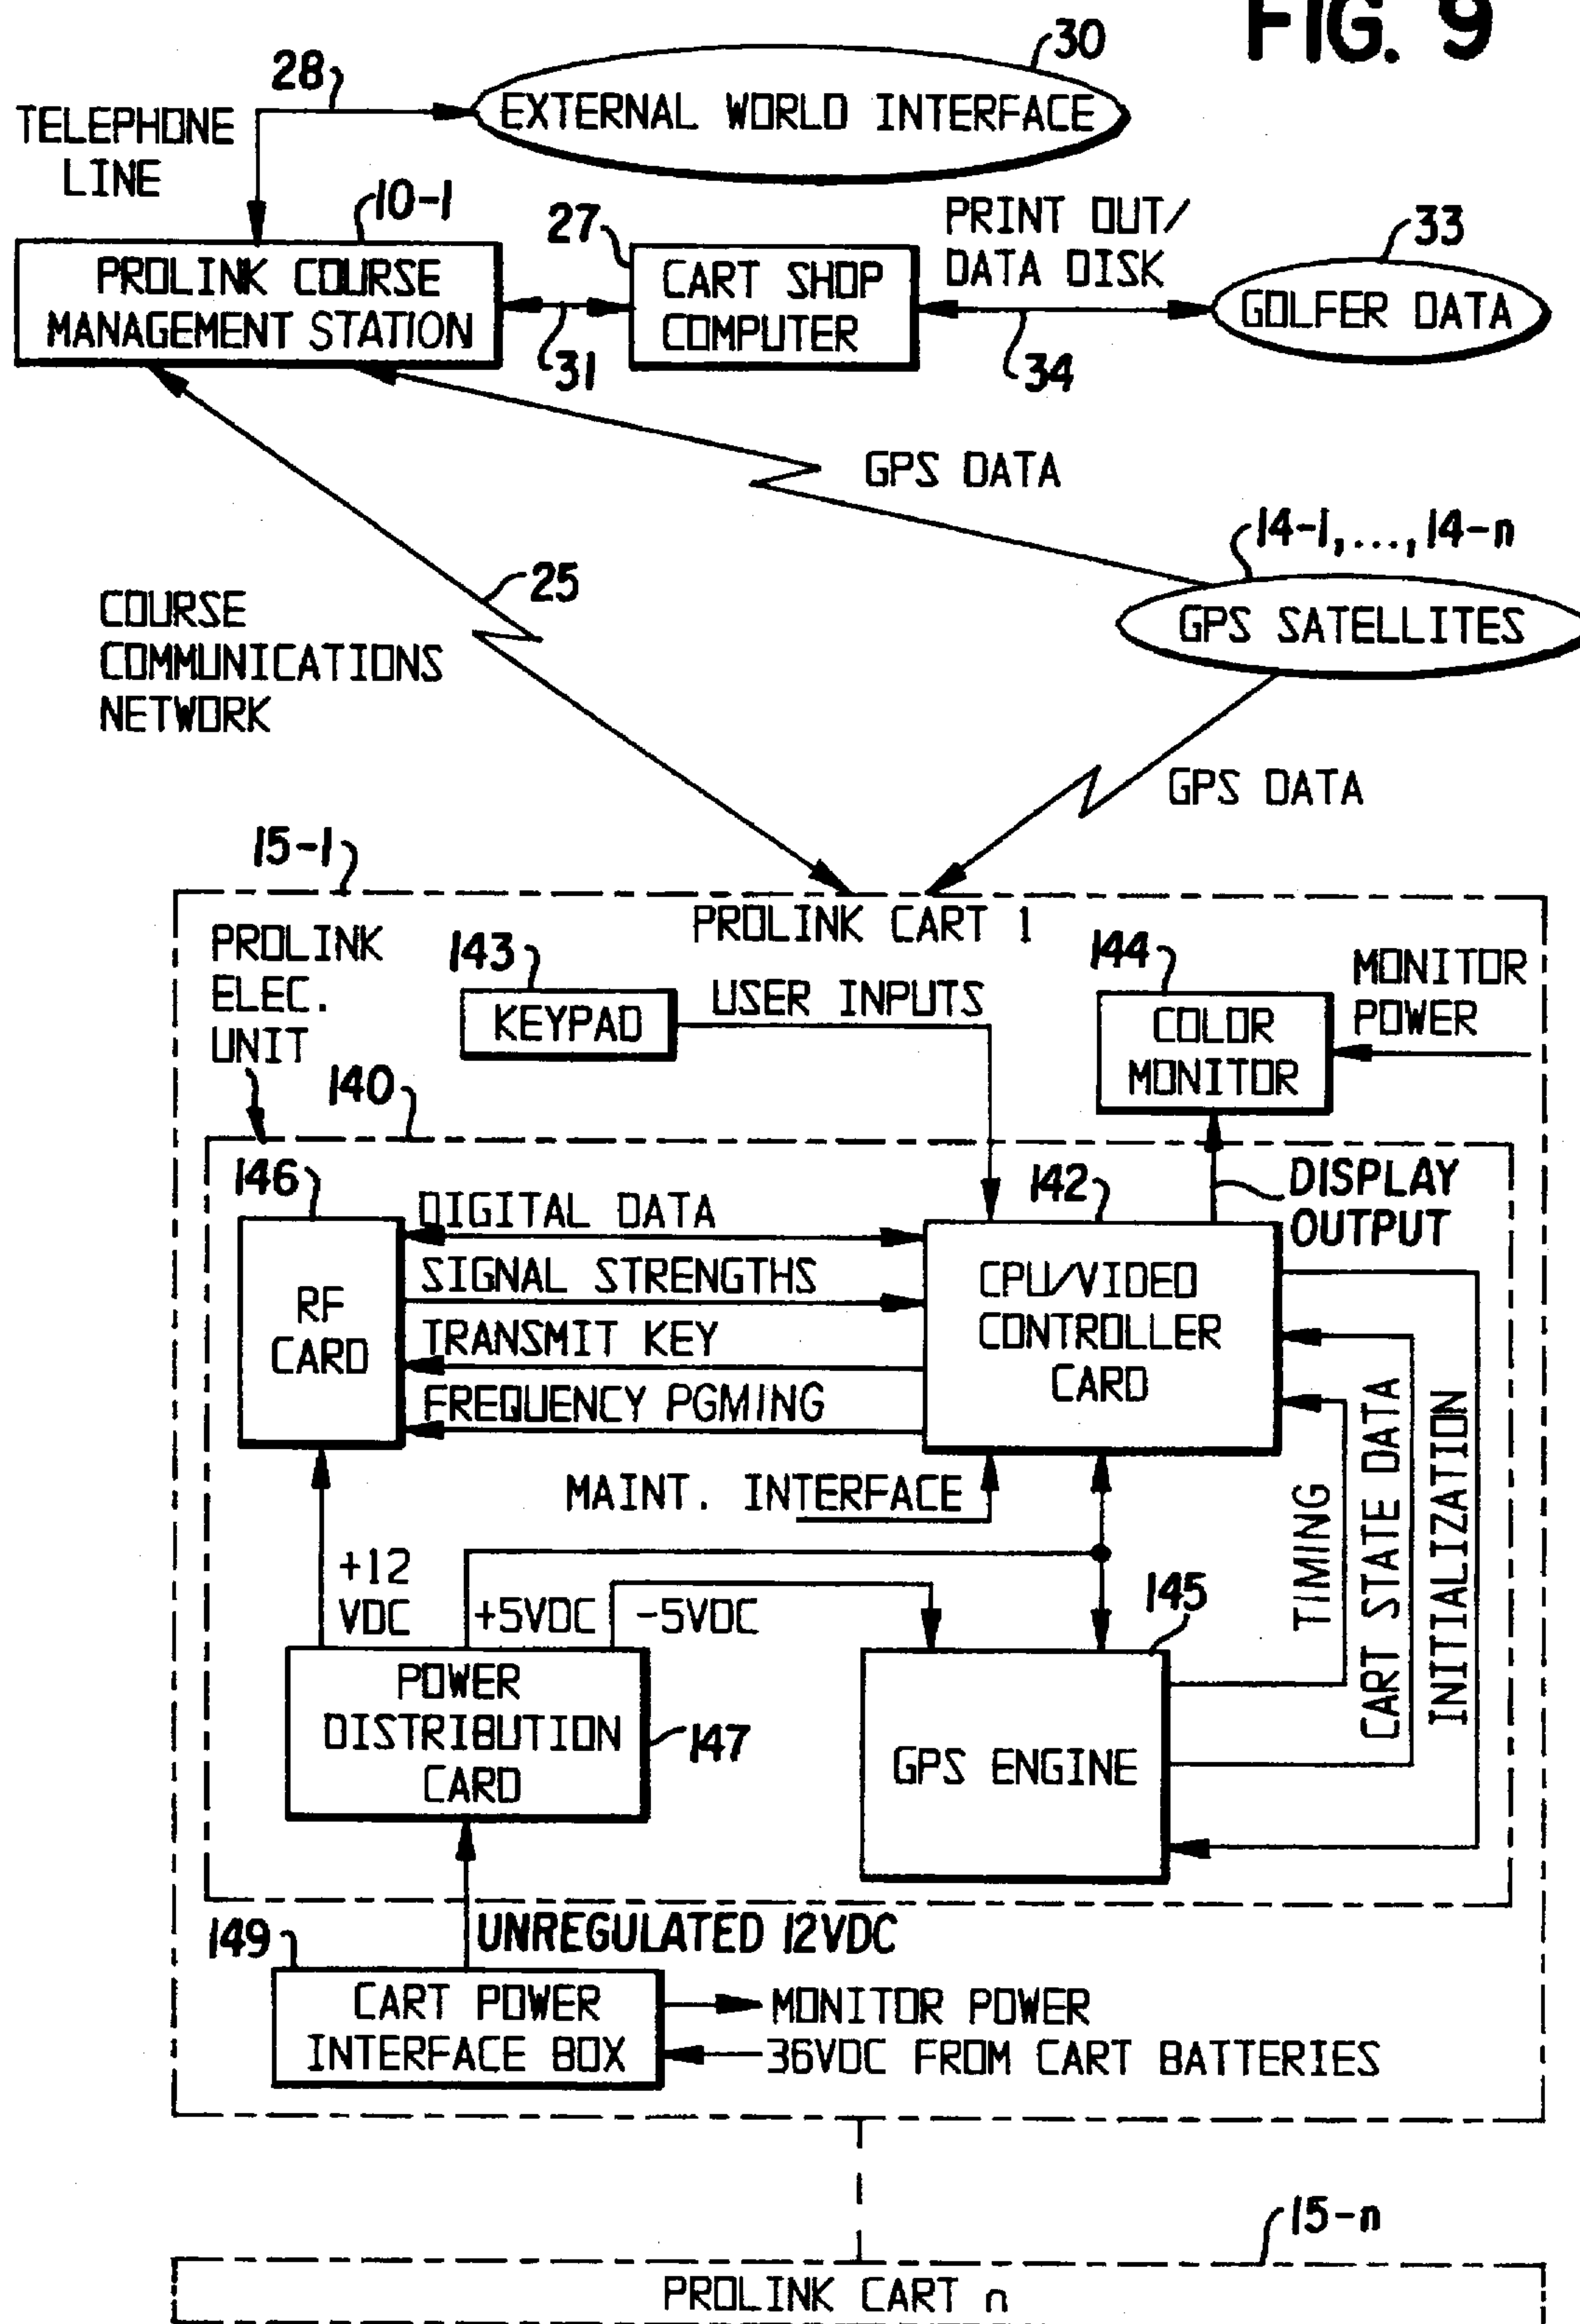 FIG. 9
28
30
EXTERNAL WORLD INTERFACE
TELEPHONE
LINE
10-1
PROLINK COURSE
MANAGEMENT STATION
27
CART SHOP
COMPUTER
PRINT OUT/
DATA DISK
33
GOLFER DATA
31
34
GPS DATA
14-1,...,14-n
GPS SATELLITES
25
COURSE
COMMUNICATIONS
NETWORK
GPS DATA
15-1
PROLINK CART 1
PROLINK
ELEC.
UNIT
143
KEYPAD
USER INPUTS
144
COLOR
MONITOR
MONITOR
POWER
140
146
RF
CARD
DIGITAL DATA
SIGNAL STRENGTHS
TRANSMIT KEY
FREQUENCY PGMING
142
CPU/VIDEO
CONTROLLER
CARD
DISPLAY
OUTPUT
MAINT. INTERFACE
TIMING
CART STATE DATA
INITIALIZATION
+12
VDC
+5VDC
-5VDC
145
POWER
DISTRIBUTION
CARD
147
GPS ENGINE
UNREGULATED 12VDC
149
CART POWER
INTERFACE BOX
MONITOR POWER
36VDC FROM CART BATTERIES
15-n
PROLINK CART n